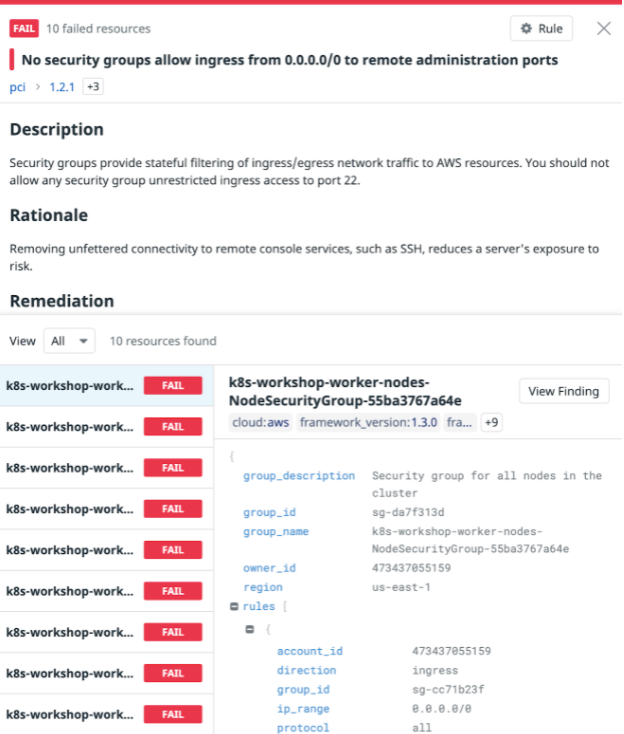 FAIL 10 failed resources Rule
No security groups allow ingress from 0.0.0.0/0 to remote administration ports
pci > 1.2.1 +3
Description
Security groups provide stateful filtering of ingress/egress network traffic to AWS resources. You should not
allow any security group unrestricted ingress access to port 22.
Rationale
Removing unfettered connectivity to remote console services, such as SSH, reduces a server's exposure to
risk.
Remediation
View All 10 resources found
k8s-workshop-work... FAIL
k8s-workshop-work... FAIL
k8s-workshop-work... FAIL
k8s-workshop-work... FAIL
k8s-workshop-work... FAIL
k8s-workshop-work... FAIL
k8s-workshop-work... FAIL
k8s-workshop-work... FAIL
k8s-workshop-work... FAIL
k8s-workshop-worker-nodes-
NodeSecurityGroup-55ba3767a64e
View Finding
cloud:aws framework_version:1.3.0 fra... +9
{
group_description Security group for all nodes in the
cluster
group_id sg-da7f313d
group_name k8s-workshop-worker-nodes-
NodeSecurityGroup-55ba3767a64e
owner_id 473437055159
region us-east-1
rules [
{
account_id 473437055159
direction ingress
group_id sg-cc71b23f
ip_range 0.0.0.0/0
protocol all